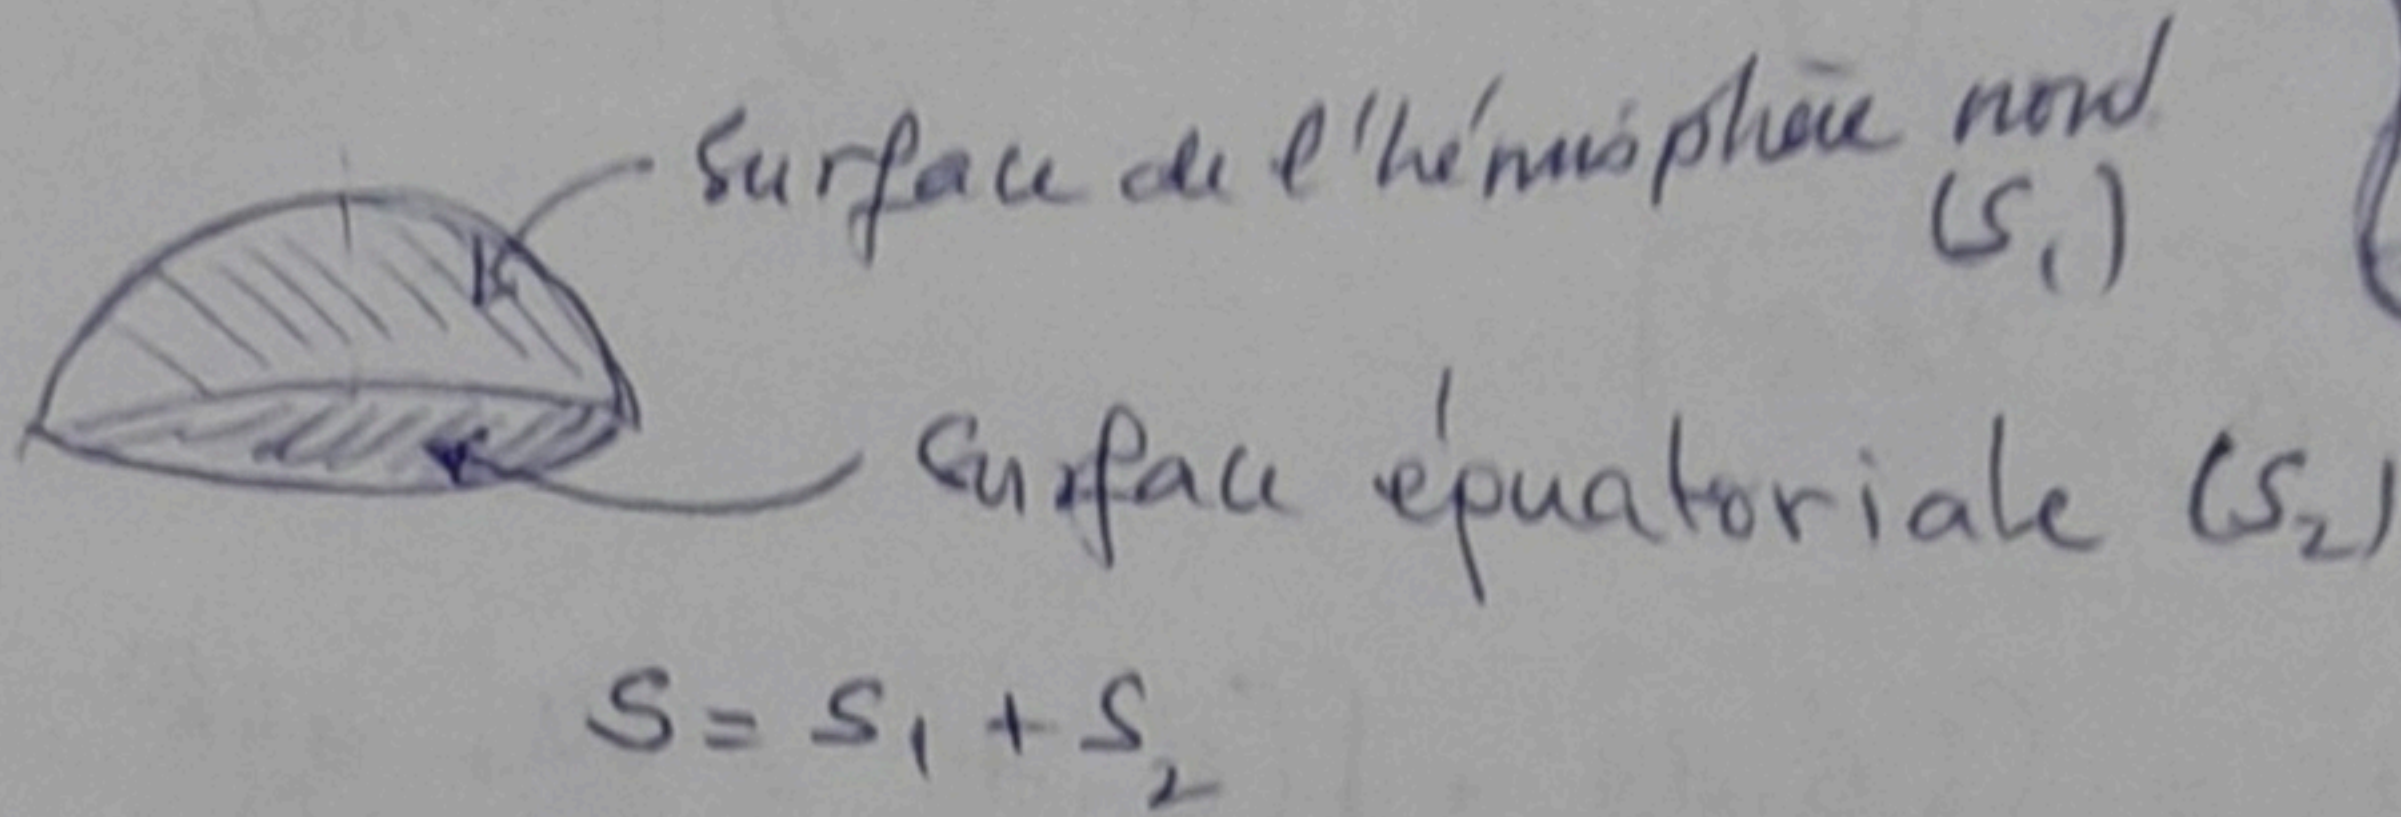 Surface de l'hémisphère nord
(S₁)
Surface équatoriale (S₂)
S = S₁ + S₂